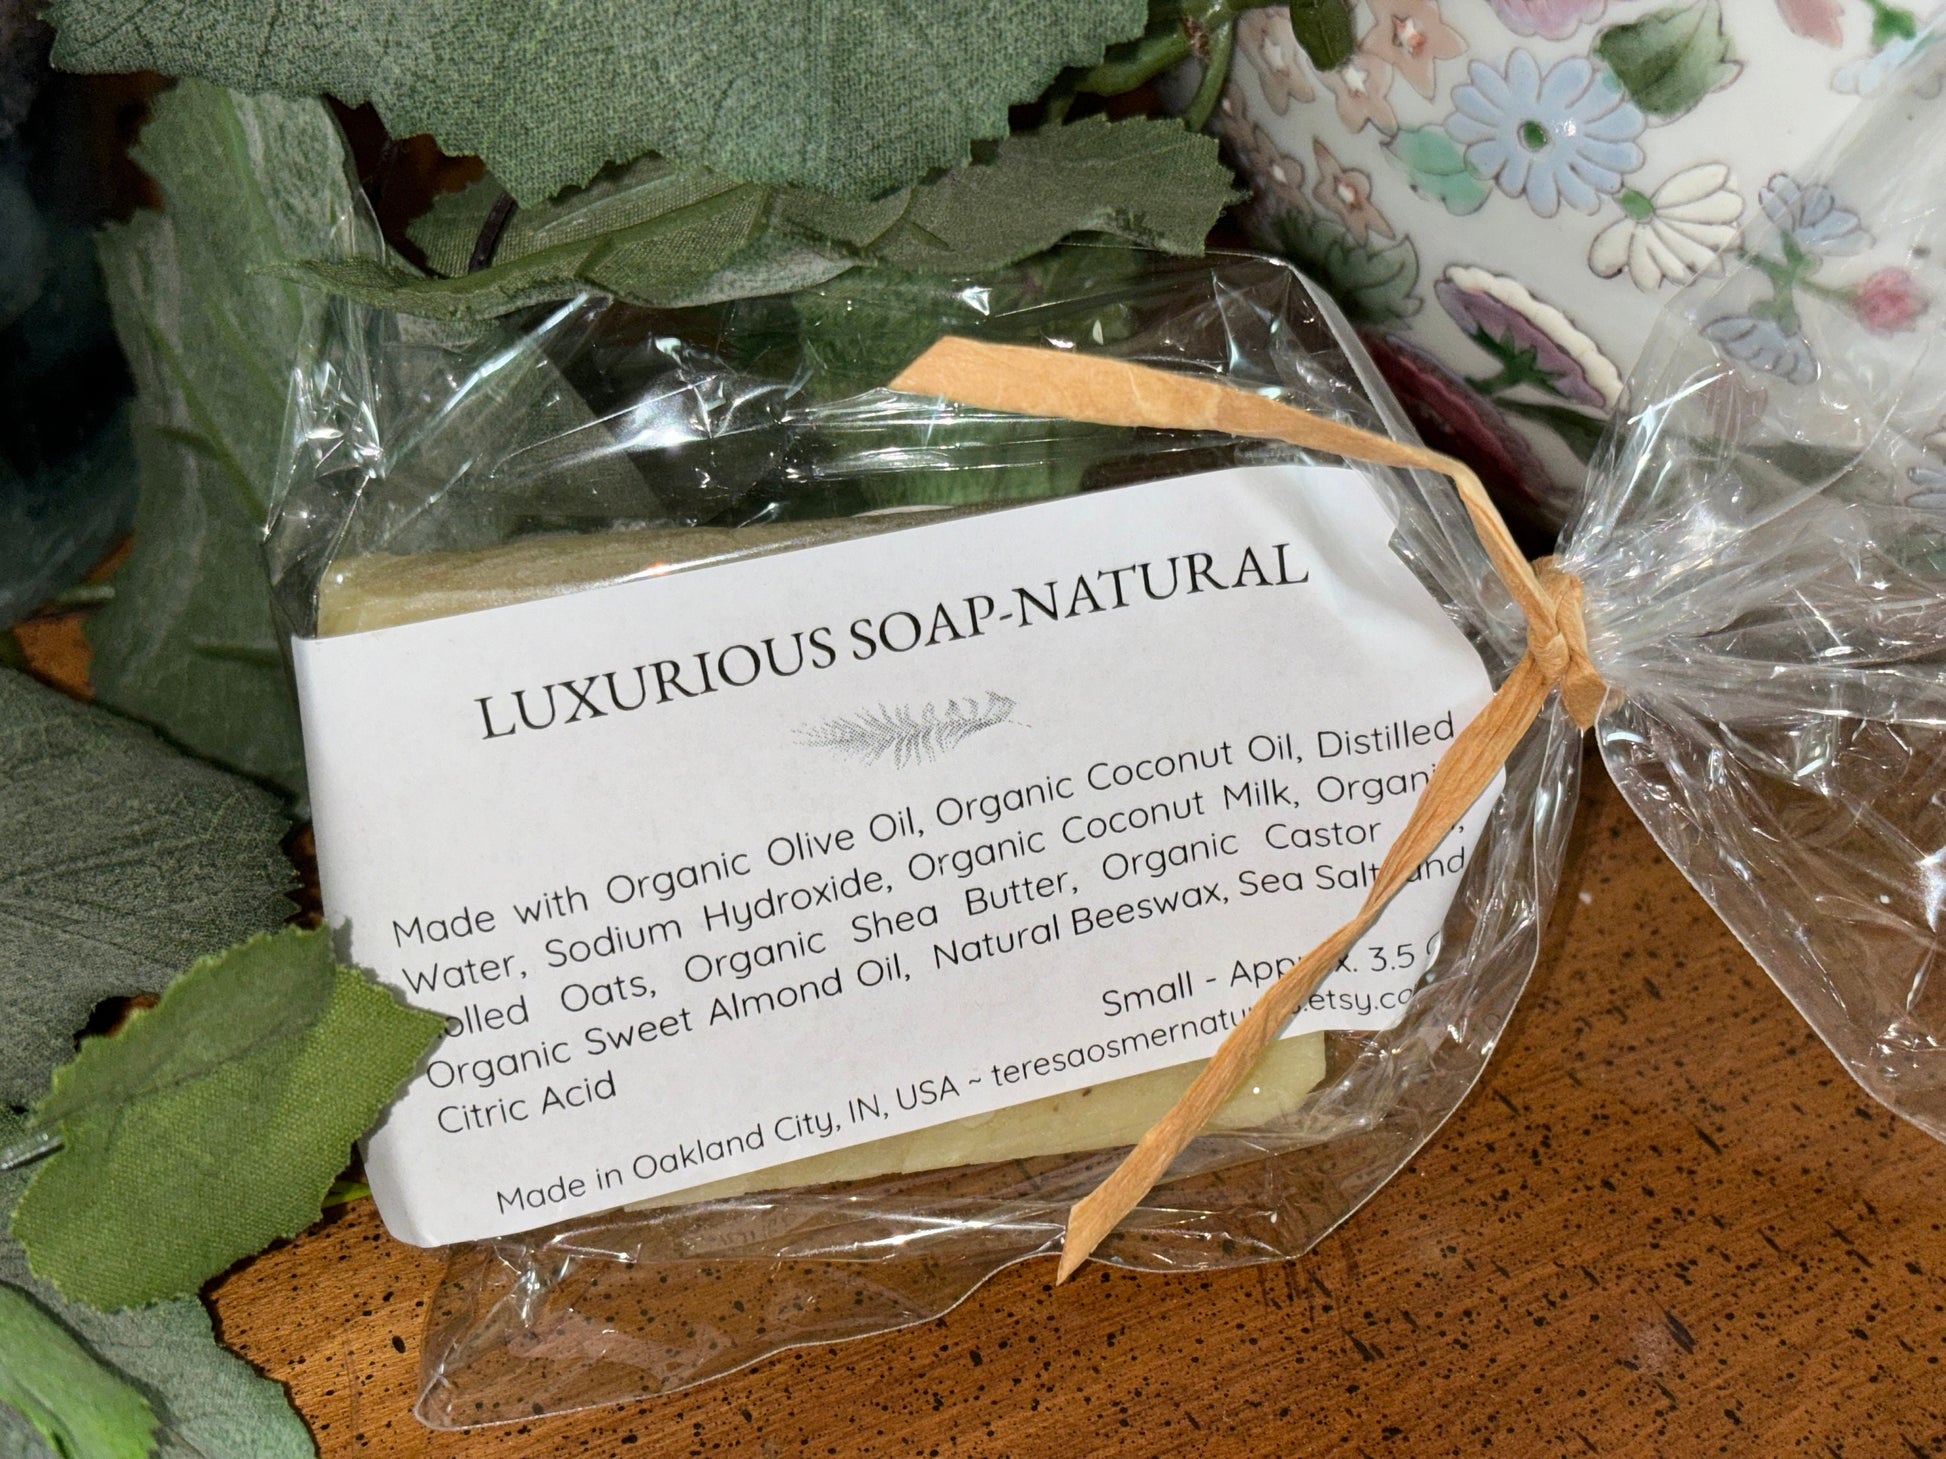 LUXURIOUS SOAP-NATURAL
Made with Organic Olive Oil, Organic Coconut Oil, Distilled
Water, Sodium Hydroxide, Organic Coconut Milk, Organi
olled Oats, Organic Shea Butter, Organic Castor ,
Organic Sweet Almond Oil, Natural Beeswax, Sea Salt and
Citric Acid
Small - Approx. 3.5
Made in Oakland City, IN, USA ~ teresaosmernatu s.etsy.co